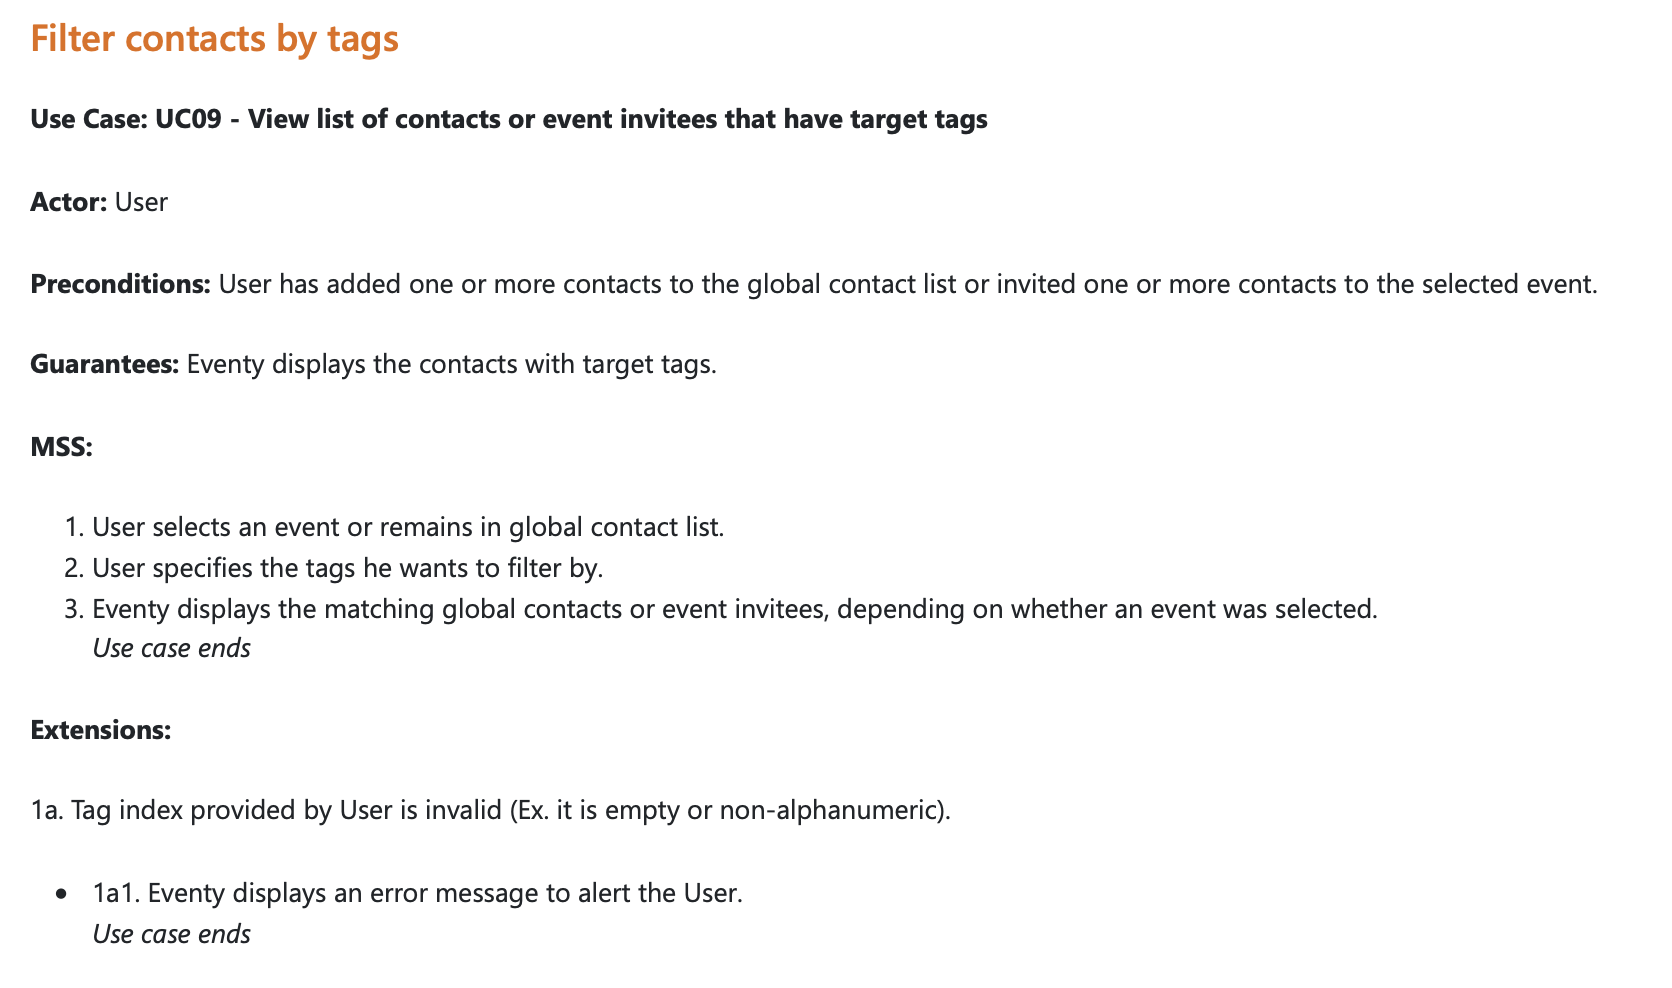 Filter contacts by tags
Use Case: UC09 - View list of contacts or event invitees that have target tags
Actor: User
Preconditions: User has added one or more contacts to the global contact list or invited one or more contacts to the selected event.
Guarantees: Eventy displays the contacts with target tags.
MSS:
1. User selects an event or remains in global contact list.
2. User specifies the tags he wants to filter by.
3. Eventy displays the matching global contacts or event invitees, depending on whether an event was selected.
Use case ends
Extensions:
1a. Tag index provided by User is invalid (Ex. it is empty or non-alphanumeric).
• 1a1. Eventy displays an error message to alert the User.
Use case ends